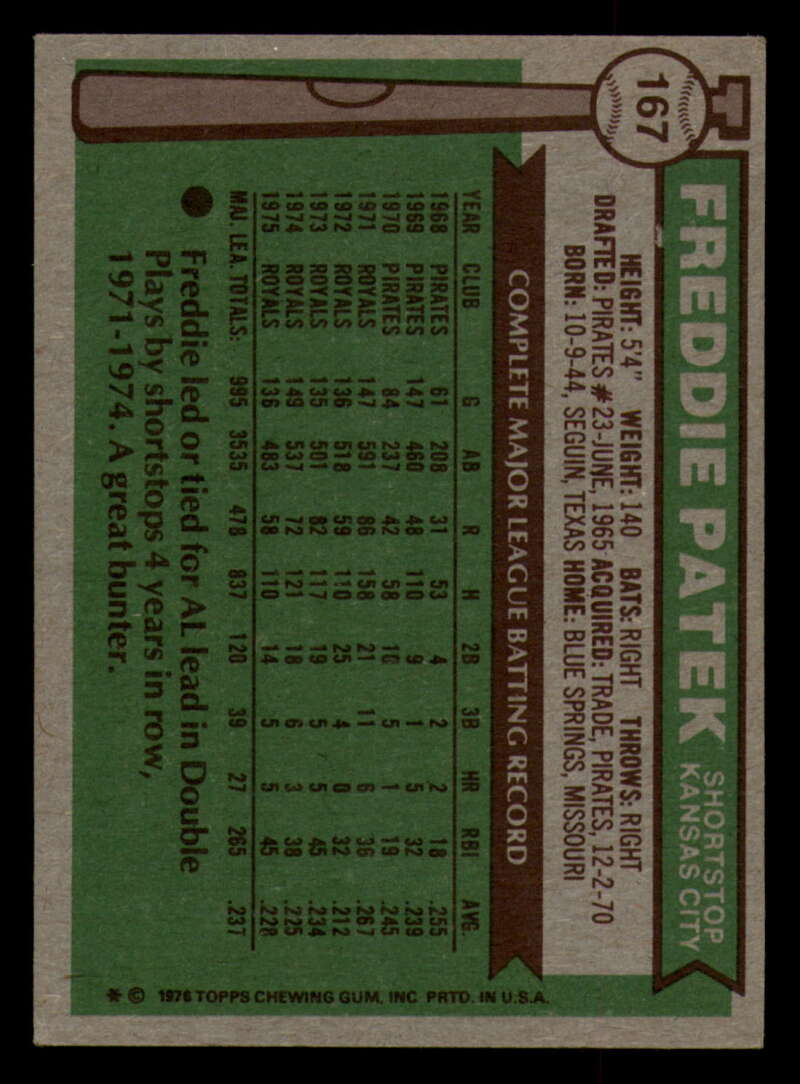 167
FREDDIE PATEK
SHORTSTOP
KANSAS CITY
HEIGHT: 5'4" WEIGHT: 140 BATS: RIGHT THROWS: RIGHT
DRAFTED: PIRATES #23-JUNE, 1965 ACQUIRED: TRADE, PIRATES, 12-2-70
BORN: 10-9-44, SEGUIN, TEXAS HOME: BLUE SPRINGS, MISSOURI
COMPLETE MAJOR LEAGUE BATTING RECORD
YEAR CLUB G AB R H 2B 3B HR RBI AVG.
1968 PIRATES 61 208 31 53 4 2 2 18 .255
1969 PIRATES 147 460 48 110 9 1 5 32 .239
1970 PIRATES 84 237 42 58 10 5 1 19 .245
1971 ROYALS 147 591 86 158 21 11 6 36 .267
1972 ROYALS 136 518 59 110 25 4 0 32 .212
1973 ROYALS 135 501 82 117 19 5 5 45 .234
1974 ROYALS 149 537 72 121 18 6 3 38 .225
1975 ROYALS 136 483 58 110 14 5 5 45 .228
MAJ. LEA. TOTALS: 995 3535 478 837 120 39 27 265 .237
● Freddie led or tied for AL lead in Double
Plays by shortstops 4 years in row,
1971-1974. A great bunter.
* © 1976 TOPPS CHEWING GUM, INC. PRTD. IN U.S.A.